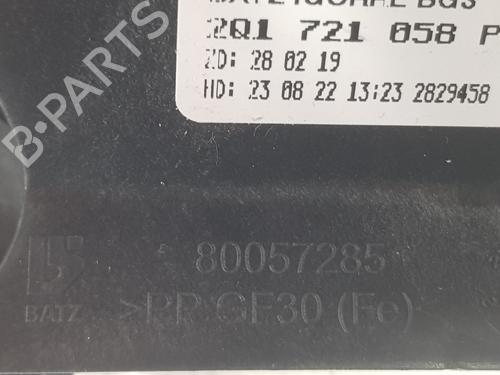 2Q1 721 058 P
ZD: 28 02 19
HD: 23 08 22 13:23 2829458
80057285
BATZ
>PP GF30 (Fe)
B-PARTS